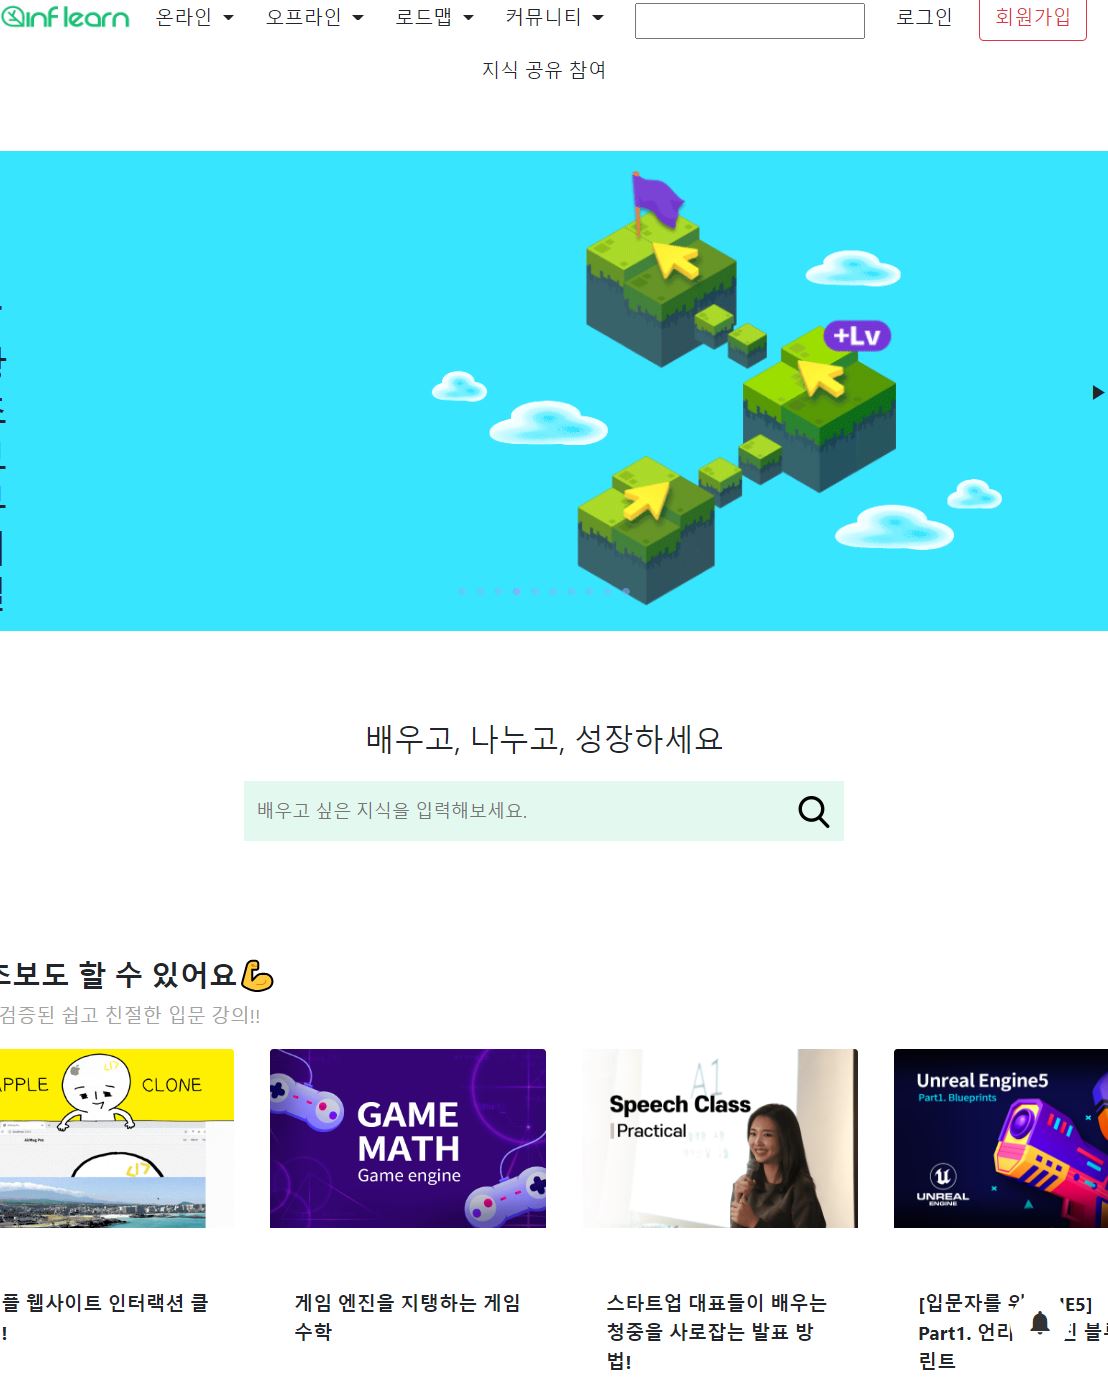 inflearn
온라인 오프라인 로드맵 커뮤니티 로그인 회원가입
지식 공유 참여
+Lv
배우고, 나누고, 성장하세요
배우고 싶은 지식을 입력해보세요.
초보도 할 수 있어요💪
검증된 쉽고 친절한 입문 강의!!
APPLE CLONE
GAME
MATH
Game engine
A1
Speech Class
Practical
Unreal Engine5
Part1. Blueprints
UNREAL
ENGINE
플 웹사이트 인터랙션 클
!
게임 엔진을 지탱하는 게임
수학
스타트업 대표들이 배우는
청중을 사로잡는 발표 방
법!
[입문자를 E5]
Part1. 언리 블루
린트